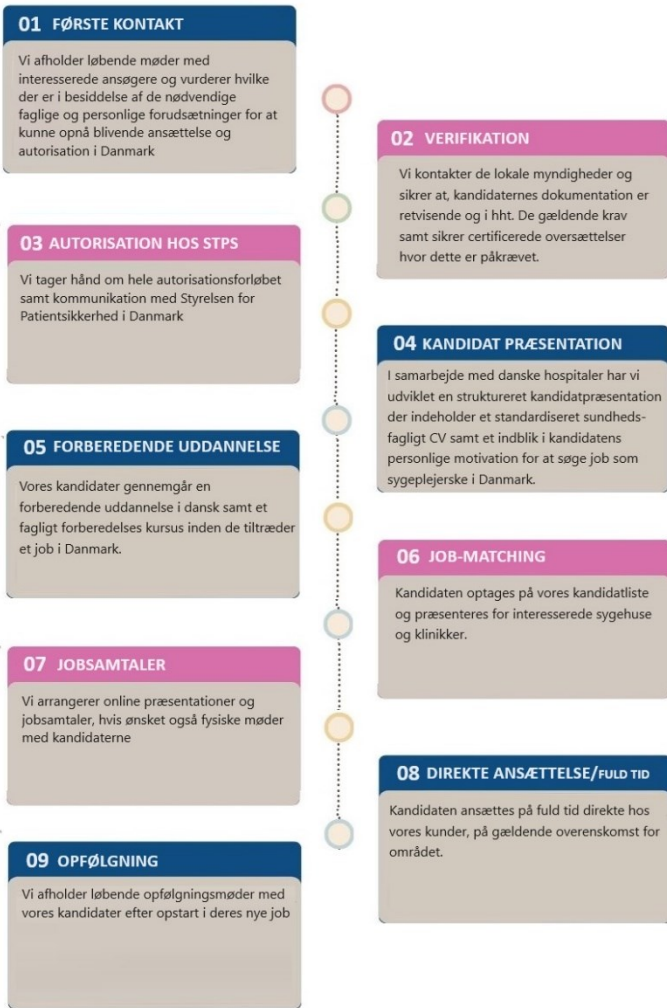 01 FØRSTE KONTAKT
Vi afholder løbende møder med
interesserede ansøgere og vurderer hvilke
der er i besiddelse af de nødvendige
faglige og personlige forudsætninger for at
kunne opnå blivende ansættelse og
autorisation i Danmark
02 VERIFIKATION
Vi kontakter de lokale myndigheder og
sikrer at, kandidaternes dokumentation er
retvisende og i hht. De gældende krav
samt sikrer certificerede oversættelser
hvor dette er påkrævet.
03 AUTORISATION HOS STPS
Vi tager hånd om hele autorisationsforløbet
samt kommunikation med Styrelsen for
Patientsikkerhed i Danmark
04 KANDIDAT PRÆSENTATION
I samarbejde med danske hospitaler har vi
udviklet en struktureret kandidatpræsentation
der indeholder et standardiseret sundheds-
fagligt CV samt et indblik i kandidatens
personlige motivation for at søge job som
sygeplejerske i Danmark.
05 FORBEREDENDE UDDANNELSE
Vores kandidater gennemgår en
forberedende uddannelse i dansk samt et
fagligt forberedelses kursus inden de tiltræder
et job i Danmark.
06 JOB-MATCHING
Kandidaten optages på vores kandidatliste
og præsenteres for interesserede sygehuse
og klinikker.
07 JOBSAMTALER
Vi arrangerer online præsentationer og
jobsamtaler, hvis ønsket også fysiske møder
med kandidaterne
08 DIREKTE ANSÆTTELSE/FULD TID
Kandidaten ansættes på fuld tid direkte hos
vores kunder, på gældende overenskomst for
området.
09 OPFØLGNING
Vi afholder løbende opfølgningsmøder med
vores kandidater efter opstart i deres nye job